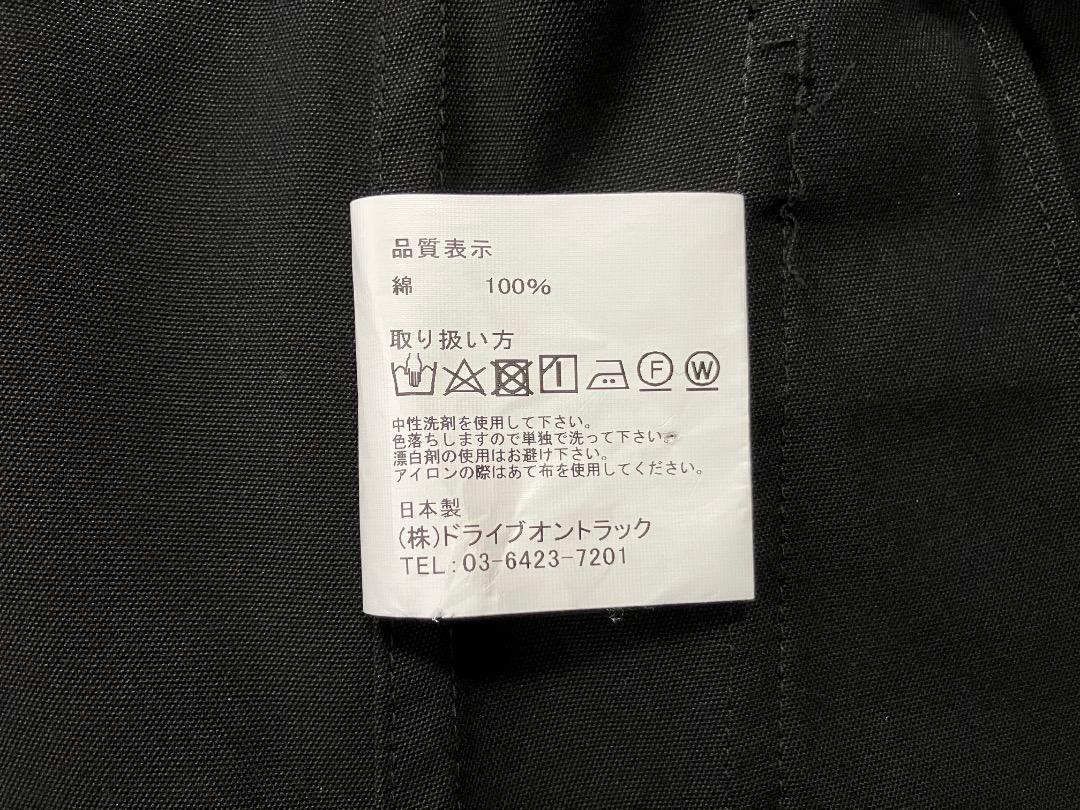 品質表示
綿 100%
取り扱い方
F W
中性洗剤を使用して下さい。
色落ちしますので単独で洗って下さい。
漂白剤の使用はお避け下さい。
アイロンの際はあて布を使用してください。
日本製
(株)ドライブオントラック
TEL:03-6423-7201